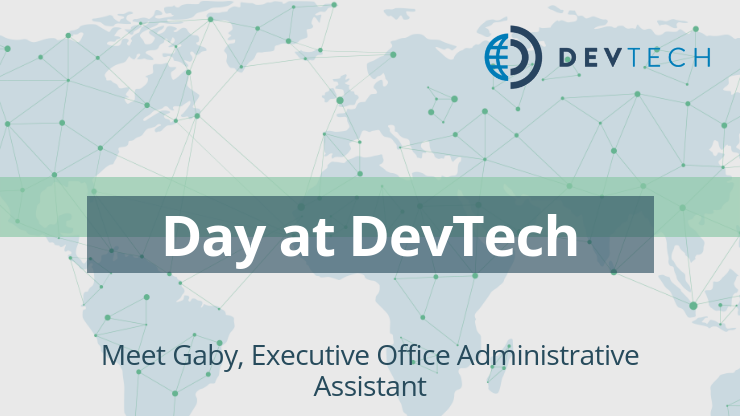 DEVTECH
Day at DevTech
Meet Gaby, Executive Office Administrative
Assistant